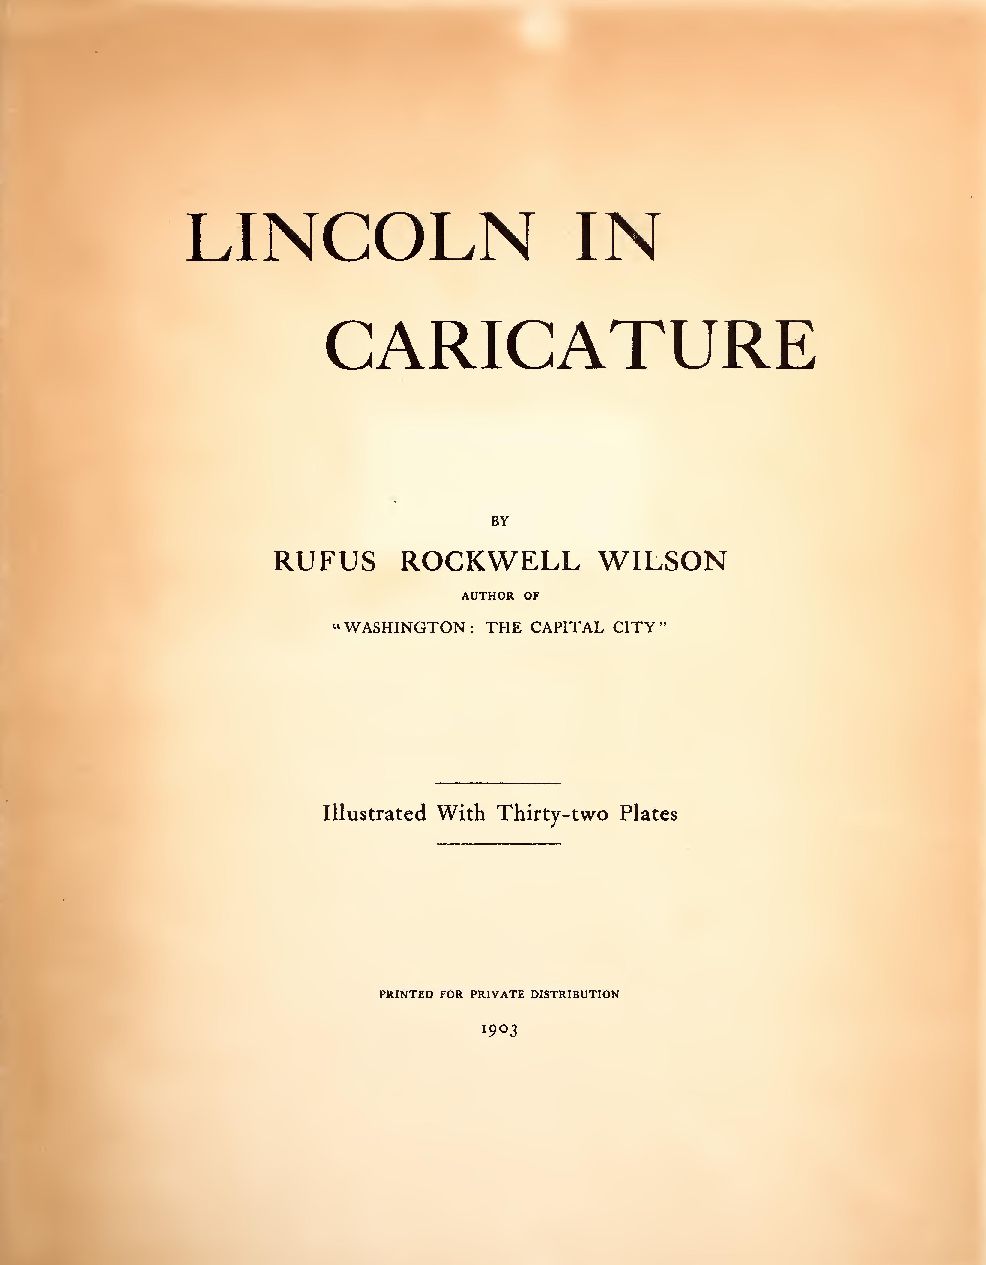 LINCOLN IN
CARICATURE
BY
RUFUS ROCKWELL WILSON
AUTHOR OF
"WASHINGTON: THE CAPITAL CITY"
Illustrated With Thirty-two Plates
PRINTED FOR PRIVATE DISTRIBUTION
1903